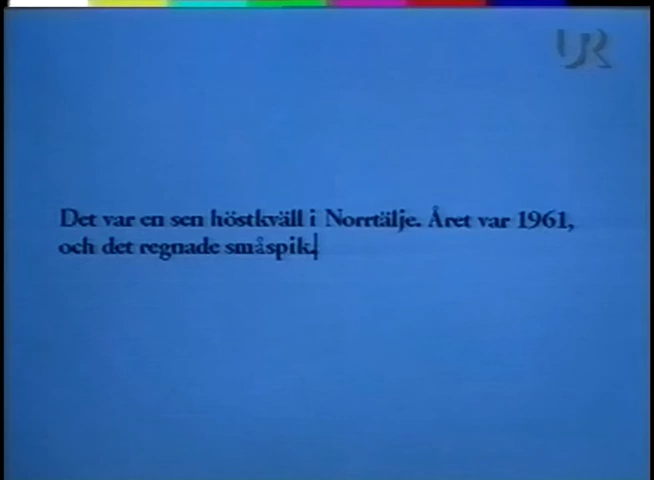 UR
Det var en sen höstkväll i Norrtälje. Året var 1961,
och det regnade småspik.